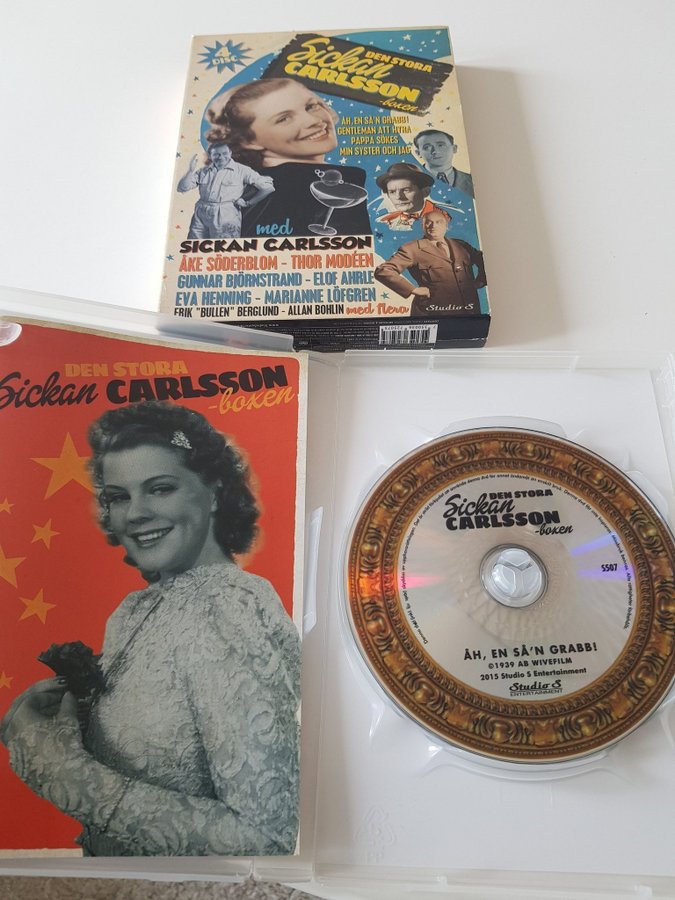 4
DISC
DEN STORA
Sickan
CARLSSON
-boxen
ÅH, EN SÅ'N GRABB!
GENTLEMAN ATT HYRA
PAPPA SÖKES
MIN SYSTER OCH JAG
med
SICKAN CARLSSON
ÅKE SÖDERBLOM - THOR MODÉEN
GUNNAR BJÖRNSTRAND - ELOF AHRLE
EVA HENNING - MARIANNE LÖFGREN
ERIK "BULLEN" BERGLUND - ALLAN BOHLIN med flera
Studio S
DEN STORA
Sickan CARLSSON
-boxen
DEN STORA
Sickan
CARLSSON
-boxen
5507
ÅH, EN SÅ'N GRABB!
©1939 AB WIVEFILM
2015 Studio S Entertainment
Studio S
ENTERTAINMENT